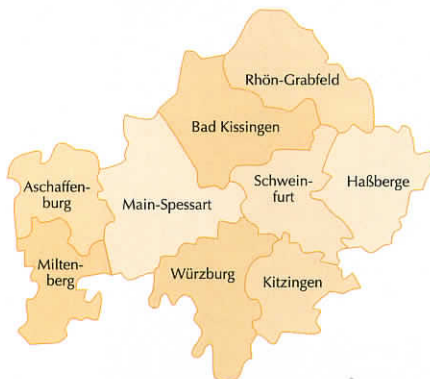 Rhön-Grabfeld
Bad Kissingen
Aschaffen-
burg
Main-Spessart
Schwein-
furt
Haßberge
Milten-
berg
Würzburg
Kitzingen